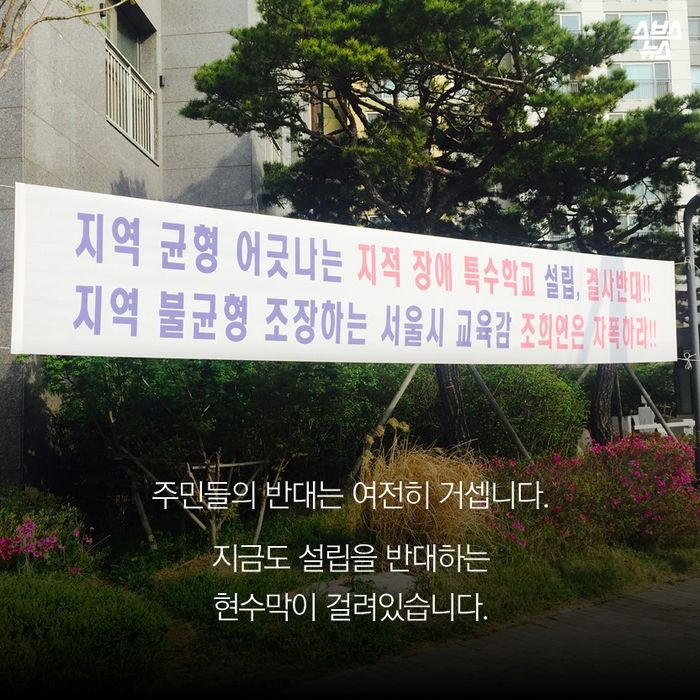 스브스
뉴스
지역 균형 어긋나는 지적 장애 특수학교 설립, 결사반대!!
지역 불균형 조장하는 서울시 교육감 조희연은 자폭하라!!
주민들의 반대는 여전히 거셉니다.
지금도 설립을 반대하는
현수막이 걸려있습니다.